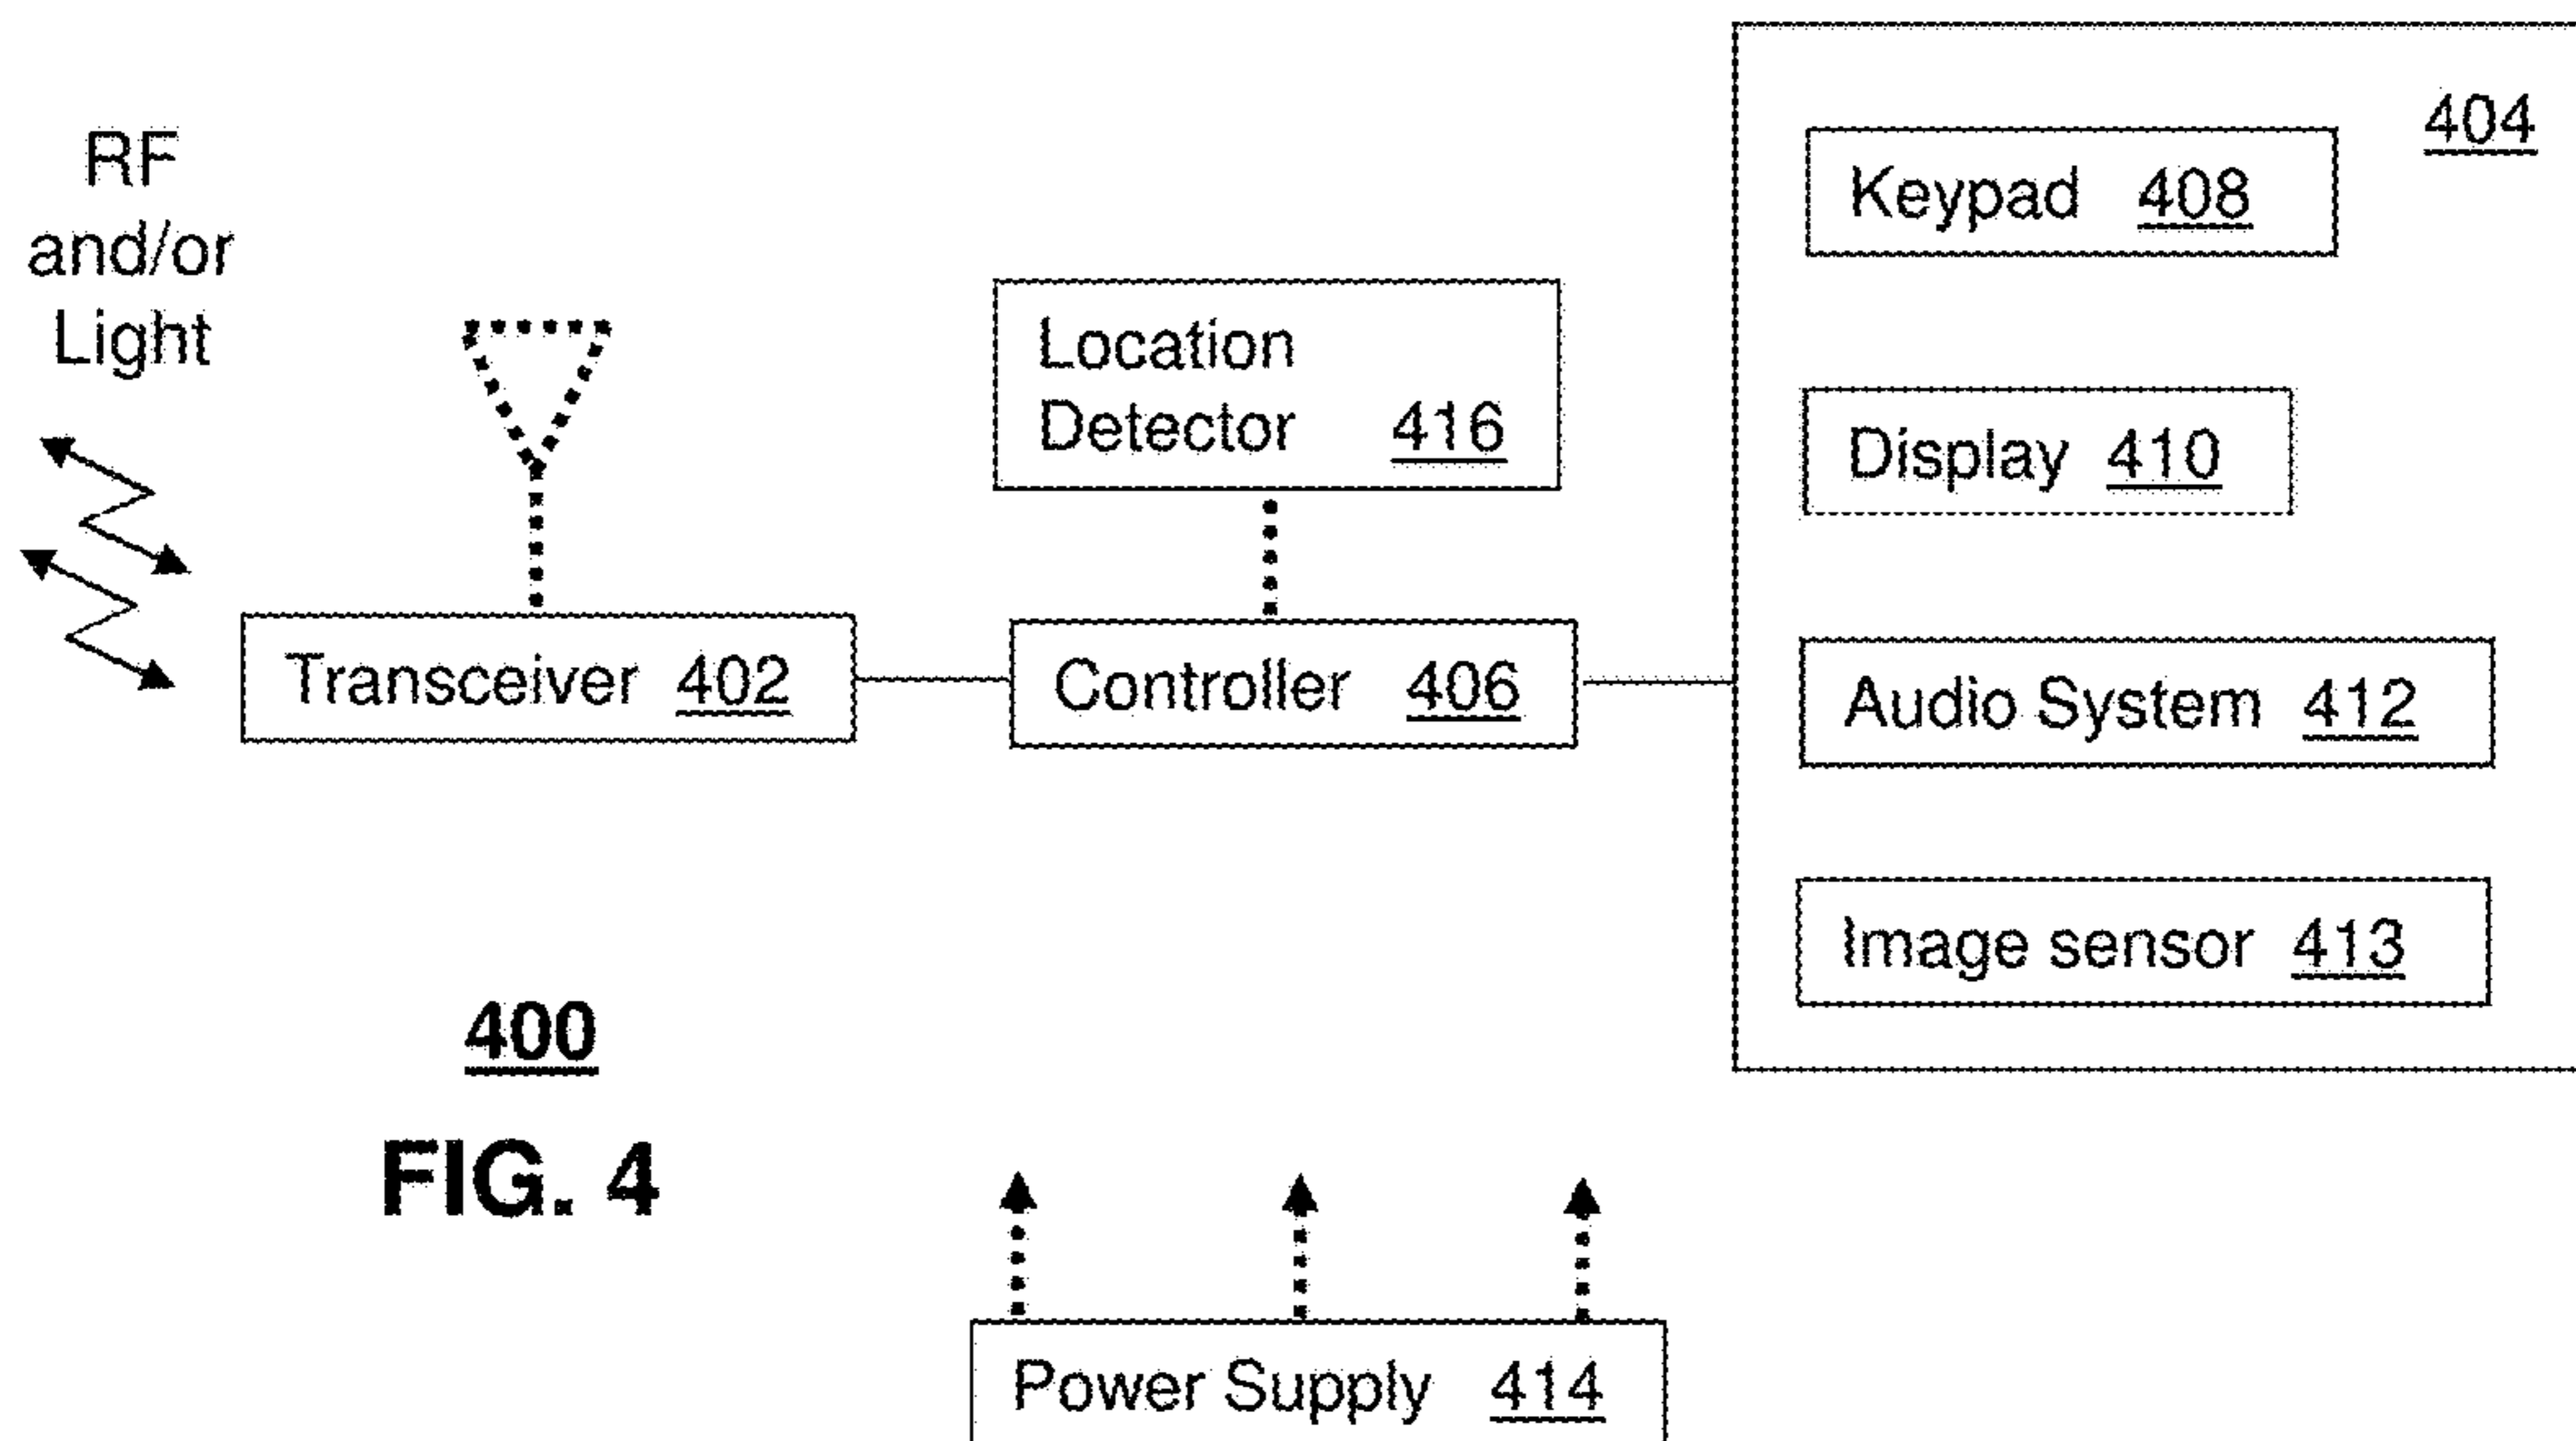 RF
and/or
Light
Transceiver 402
Location
Detector 416
Controller 406
404
Keypad 408
Display 410
Audio System 412
Image sensor 413
400
FIG. 4
Power Supply 414